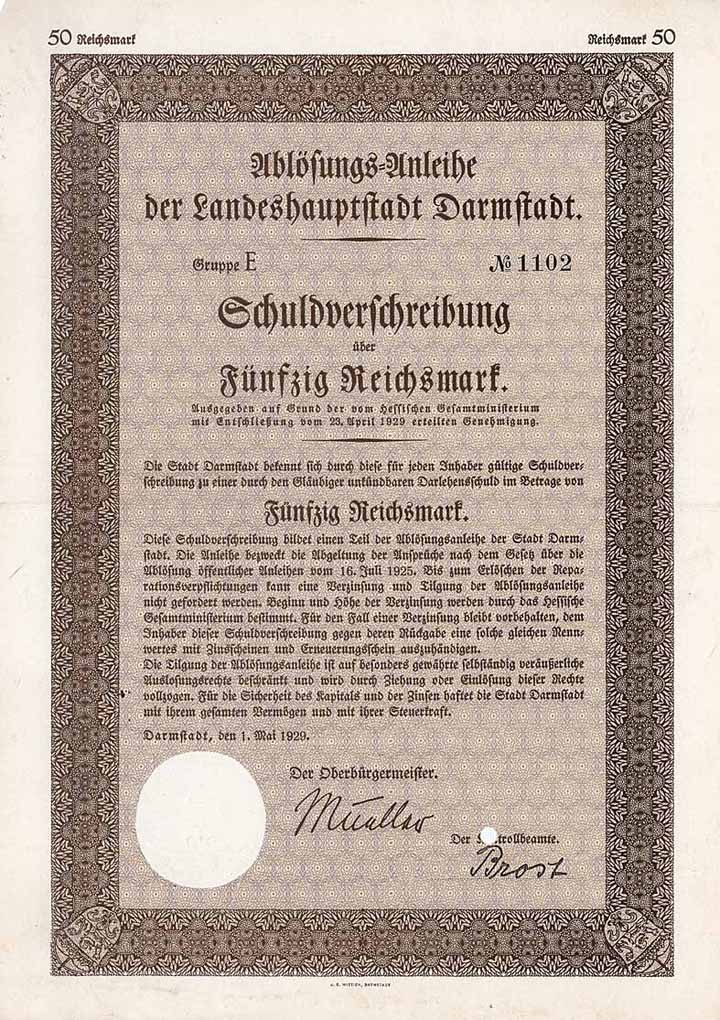 50 Reichsmark
Reichsmark 50
Ablösungs-Anleihe
der Landeshauptstadt Darmstadt.
Gruppe E
№ 1102
Schuldverschreibung
über
Fünfzig Reichsmark.
Ausgegeben auf Grund der vom Hessischen Gesamtministerium
mit Entschließung vom 23. April 1929 erteilten Genehmigung.
Die Stadt Darmstadt bekennt sich durch diese für jeden Inhaber gültige Schuldver-
schreibung zu einer durch den Gläubiger unkündbaren Darlehensschuld im Betrage von
Fünfzig Reichsmark.
Diese Schuldverschreibung bildet einen Teil der Ablösungsanleihe der Stadt Darm-
stadt. Die Anleihe bezweckt die Abgeltung der Ansprüche nach dem Gesetz über die
Ablösung öffentlicher Anleihen vom 16. Juli 1925. Bis zum Erlöschen der Repa-
rationsverpflichtungen kann eine Verzinsung und Tilgung der Ablösungsanleihe
nicht gefordert werden. Beginn und Höhe der Verzinsung werden durch das Hessische
Gesamtministerium bestimmt. Für den Fall einer Verzinsung bleibt vorbehalten, dem
Inhaber dieser Schuldverschreibung gegen deren Rückgabe eine solche gleichen Nenn-
wertes mit Zinsscheinen und Erneuerungsschein auszuhändigen.
Die Tilgung der Ablösungsanleihe ist auf besonders gewährte selbständig veräußerliche
Auslosungsrechte beschränkt und wird durch Ziehung oder Einlösung dieser Rechte
vollzogen. Für die Sicherheit des Kapitals und der Zinsen haftet die Stadt Darmstadt
mit ihrem gesamten Vermögen und mit ihrer Steuerkraft.
Darmstadt, den 1. Mai 1929.
Der Oberbürgermeister.
Mueller
Der trollbeamte.
Brost
J. C. WITTICH, DARMSTADT